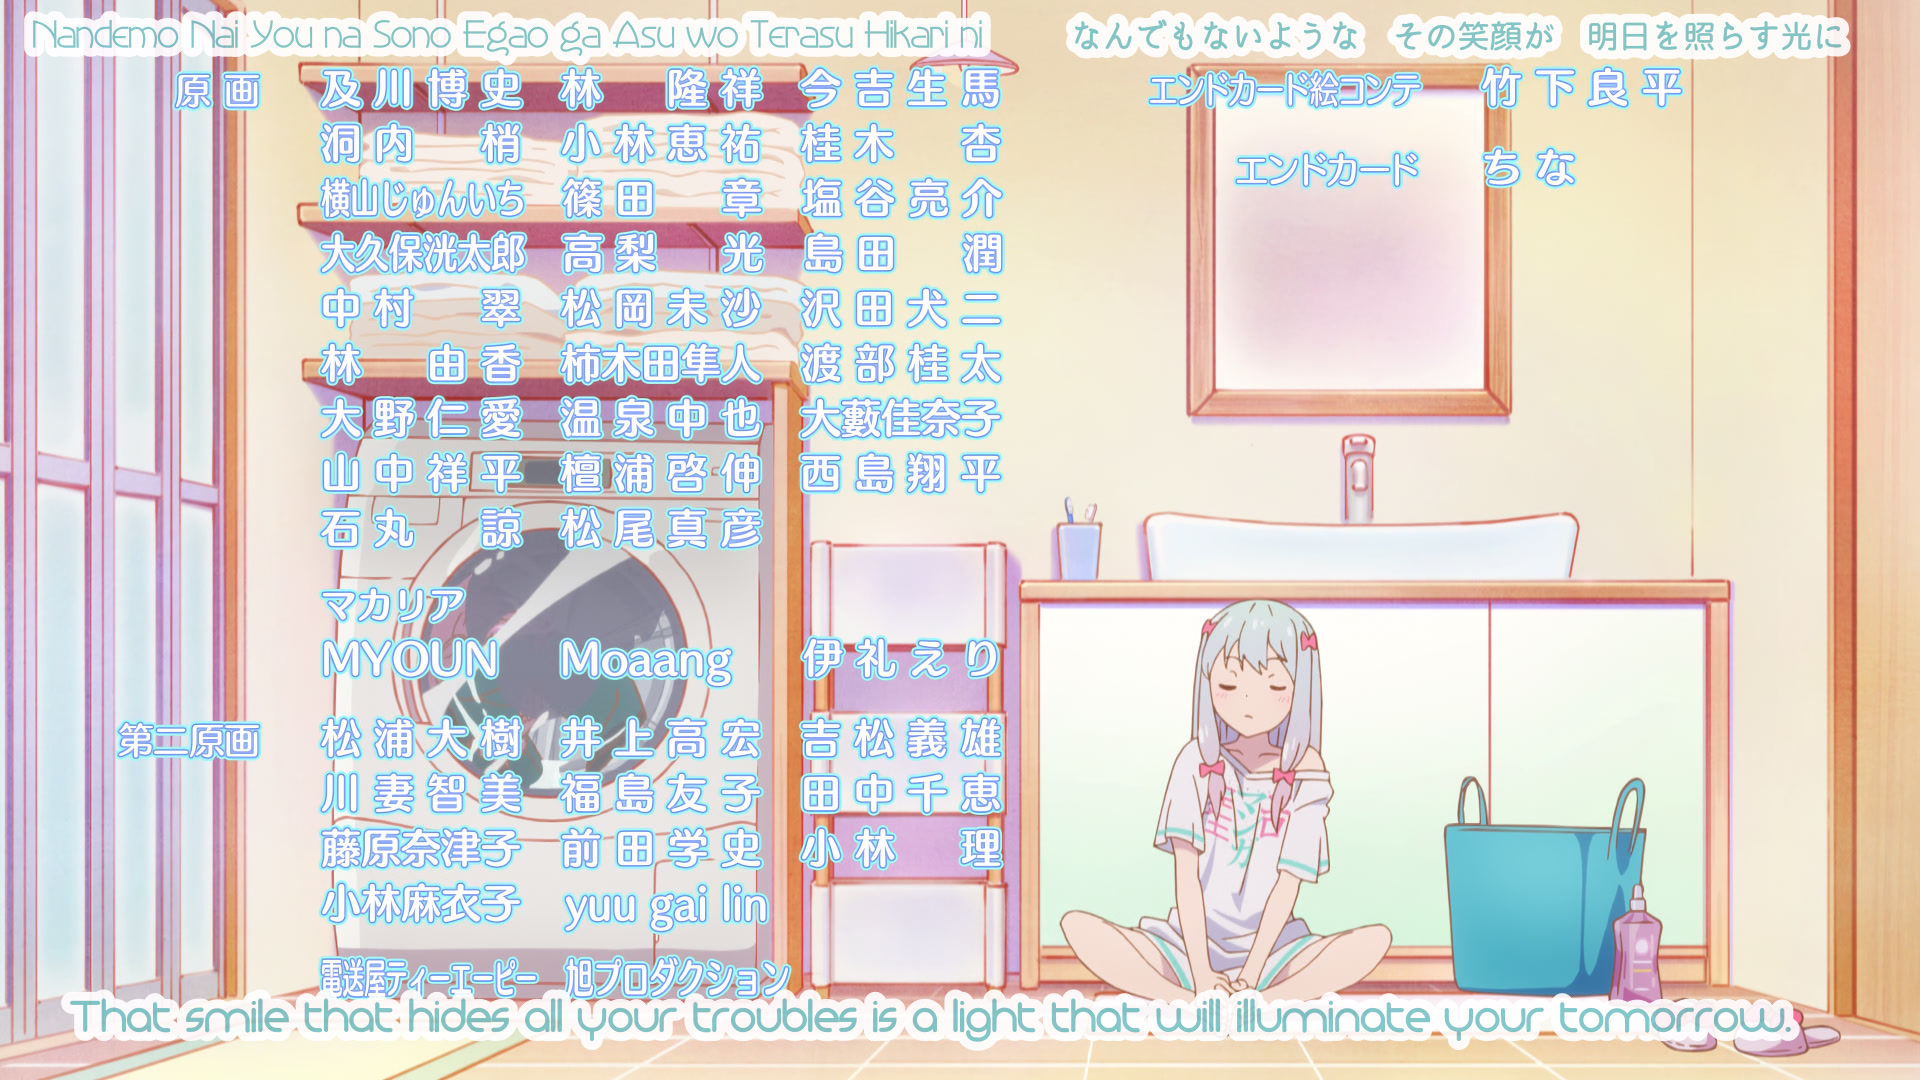 Nandemo Nai You na Sono Egao ga Asu wo Terasu Hikari ni
なんでもないような その笑顔が 明日を照らす光に
原画 及川博史 林隆祥 今吉生馬
洞内梢 小林恵祐 桂木杏
横山じゅんいち 篠田章 塩谷亮介
大久保洸太郎 高梨光 島田潤
中村翠 松岡未沙 沢田犬二
林由香 柿木田隼人 渡部桂太
大野仁愛 温泉中也 大藪佳奈子
山中祥平 檀浦啓伸 西島翔平
石丸諒 松尾真彦
マカリア
MYOUN Moaang 伊礼えり
第二原画 松浦大樹 井上高宏 吉松義雄
川妻智美 福島友子 田中千恵
藤原奈津子 前田学史 小林理
小林麻衣子 yuu gai lin
電送屋ティーエーピー 旭プロダクション
エンドカード絵コンテ 竹下良平
エンドカード ちな
That smile that hides all your troubles is a light that will illuminate your tomorrow.